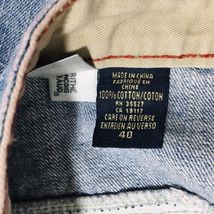 MADE IN CHINA
FABRIQUÉ EN
CHINE
100% COTTON/COTON
RN 35527
CA 19117
CARE ON REVERSE
ENTRETIEN AU VERSO
40